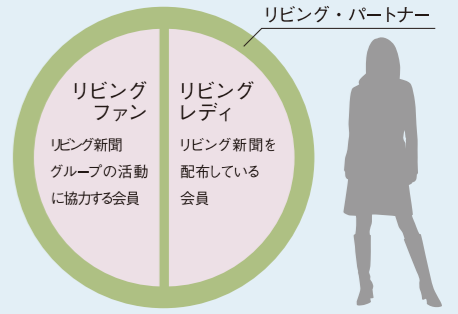 リビング・パートナー
リビング
ファン
リビング新聞
グループの活動
に協力する会員
リビング
レディ
リビング新聞を
配布している
会員